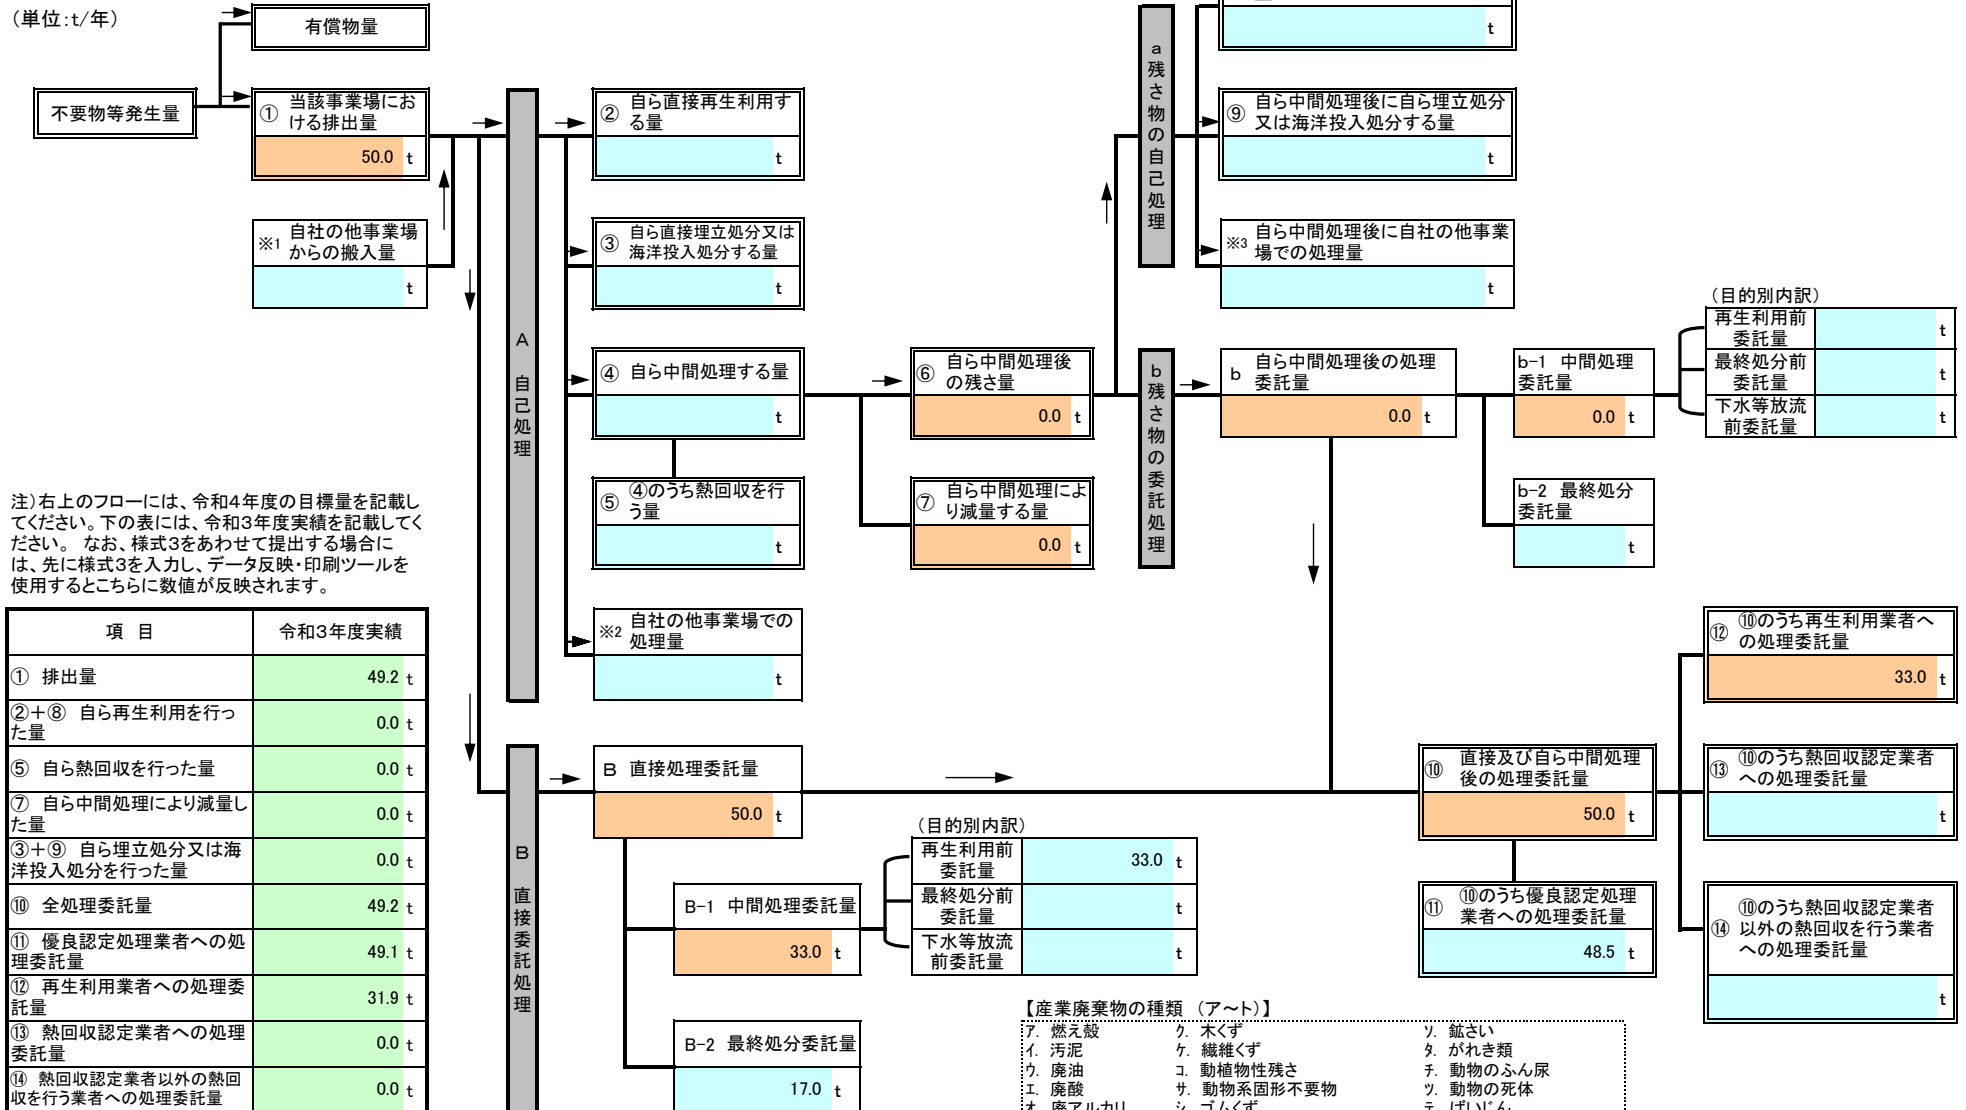 （単位:t/年）
有償物量
不要物等発生量
① 当該事業場にお
ける排出量
50.0 t
※1 自社の他事業場
からの搬入量
t
A 自己処理
② 自ら直接再生利用す
る量
t
③ 自ら直接埋立処分又は
海洋投入処分する量
t
④ 自ら中間処理する量
t
⑤ ④のうち熱回収を行
う量
t
※2 自社の他事業場での
処理量
t
⑥ 自ら中間処理後
の残さ量
0.0 t
⑦ 自ら中間処理によ
り減量する量
0.0 t
a 残さ物の自己処理
t
⑨ 自ら中間処理後に自ら埋立処分
又は海洋投入処分する量
t
※3 自ら中間処理後に自社の他事業
場での処理量
t
b 残さ物の委託処理
b 自ら中間処理後の処理
委託量
0.0 t
b-1 中間処理
委託量
0.0 t
b-2 最終処分
委託量
t
（目的別内訳）
再生利用前
委託量
t
最終処分前
委託量
t
下水等放流
前委託量
t
注）右上のフローには、令和４年度の目標量を記載し
てください。下の表には、令和３年度実績を記載してく
ださい。 なお、様式３をあわせて提出する場合に
は、先に様式３を入力し、データ反映・印刷ツールを
使用するとこちらに数値が反映されます。
項 目 令和３年度実績
① 排出量 49.2 t
②＋⑧ 自ら再生利用を行っ
た量 0.0 t
⑤ 自ら熱回収を行った量 0.0 t
⑦ 自ら中間処理により減量し
た量 0.0 t
③＋⑨ 自ら埋立処分又は海
洋投入処分を行った量 0.0 t
⑩ 全処理委託量 49.2 t
⑪ 優良認定処理業者への処
理委託量 49.1 t
⑫ 再生利用業者への処理委
託量 31.9 t
⑬ 熱回収認定業者への処理
委託量 0.0 t
⑭ 熱回収認定業者以外の熱回
収を行う業者への処理委託量 0.0 t
B 直接委託処理
B 直接処理委託量
50.0 t
B-1 中間処理委託量
33.0 t
B-2 最終処分委託量
17.0 t
（目的別内訳）
再生利用前
委託量
33.0 t
最終処分前
委託量
t
下水等放流
前委託量
t
⑩ 直接及び自ら中間処理
後の処理委託量
50.0 t
⑪ ⑩のうち優良認定処理
業者への処理委託量
48.5 t
⑫ ⑩のうち再生利用業者へ
の処理委託量
33.0 t
⑬ ⑩のうち熱回収認定業者
への処理委託量
t
⑭ ⑩のうち熱回収認定業者
以外の熱回収を行う業者
への処理委託量
t
【産業廃棄物の種類 （ア～ト）】
ｱ. 燃え殻 ｸ. 木くず ｿ. 鉱さい
ｲ. 汚泥 ｹ. 繊維くず ﾀ. がれき類
ｳ. 廃油 ｺ. 動植物性残さ ﾁ. 動物のふん尿
ｴ. 廃酸 ｻ. 動物系固形不要物 ﾂ. 動物の死体
ｵ. 廃アルカリ ｼ. ゴムくず ﾃ. ばいじん